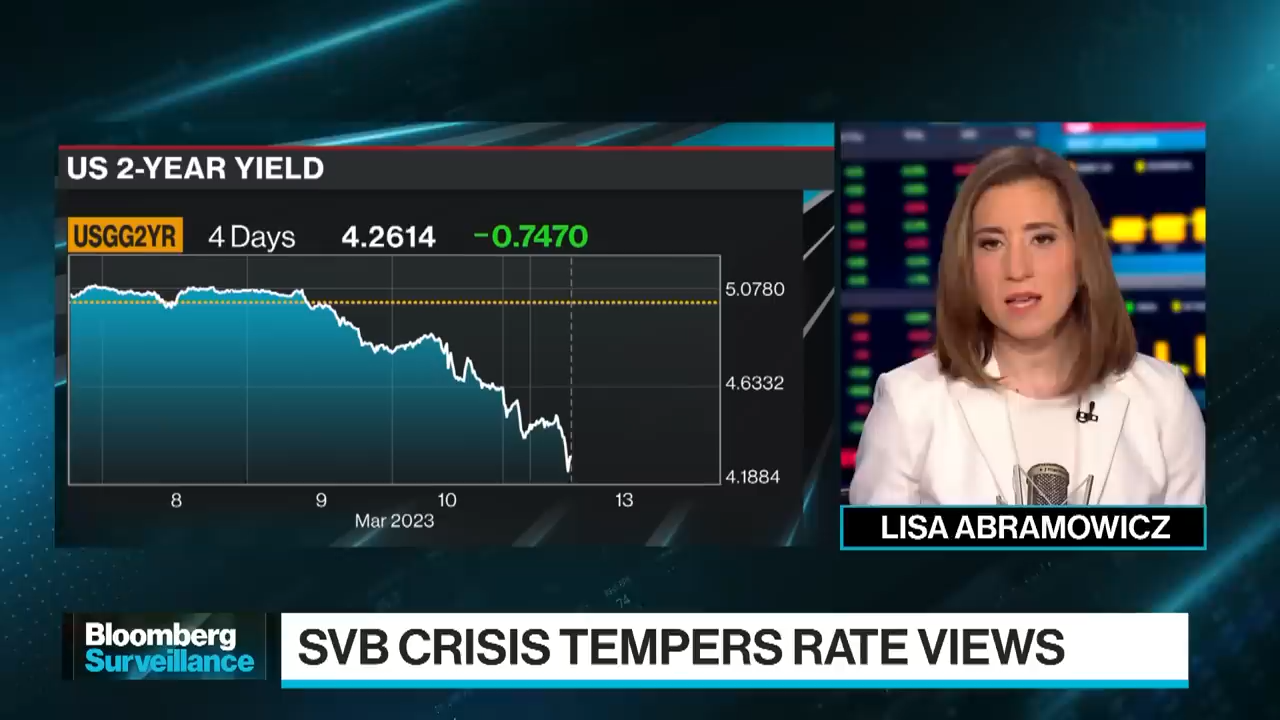 US 2-YEAR YIELD
USGG2YR 4 Days 4.2614 -0.7470
5.0780
4.6332
4.1884
8 9 10 13
Mar 2023
LISA ABRAMOWICZ
Bloomberg
Surveillance
SVB CRISIS TEMPERS RATE VIEWS